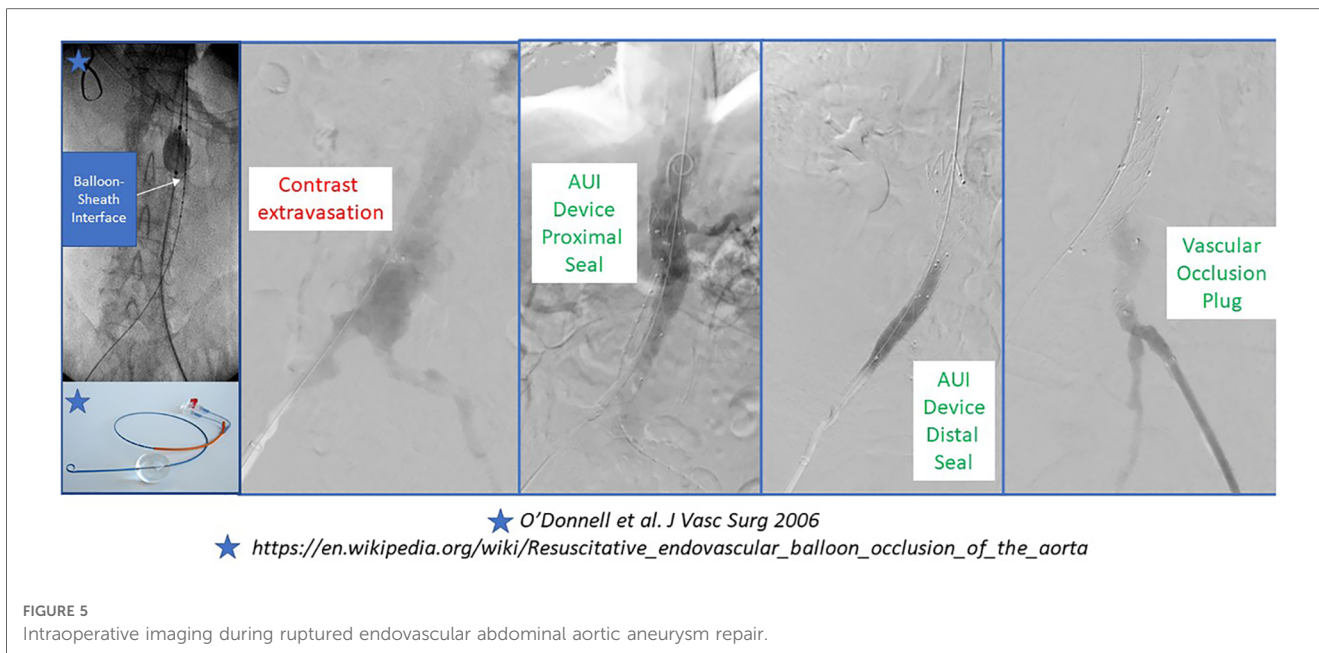 Balloon-
Sheath
Interface
Contrast
extravasation
AUI
Device
Proximal
Seal
AUI
Device
Distal
Seal
Vascular
Occlusion
Plug
O'Donnell et al. J Vasc Surg 2006
https://en.wikipedia.org/wiki/Resuscitative_endovascular_balloon_occlusion_of_the_aorta
FIGURE 5
Intraoperative imaging during ruptured endovascular abdominal aortic aneurysm repair.